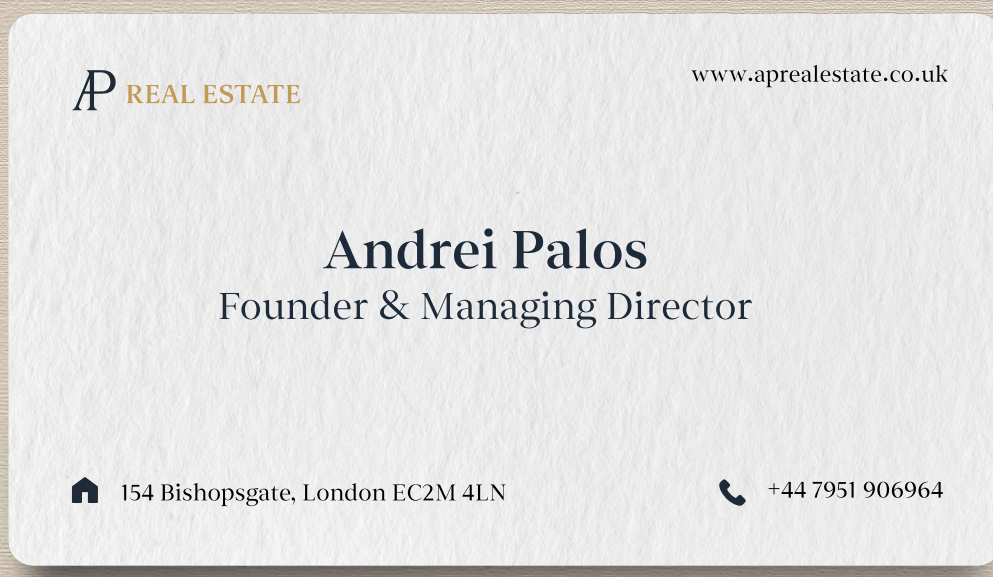 AP REAL ESTATE
www.aprealestate.co.uk
Andrei Palos
Founder & Managing Director
154 Bishopsgate, London EC2M 4LN
+44 7951 906964